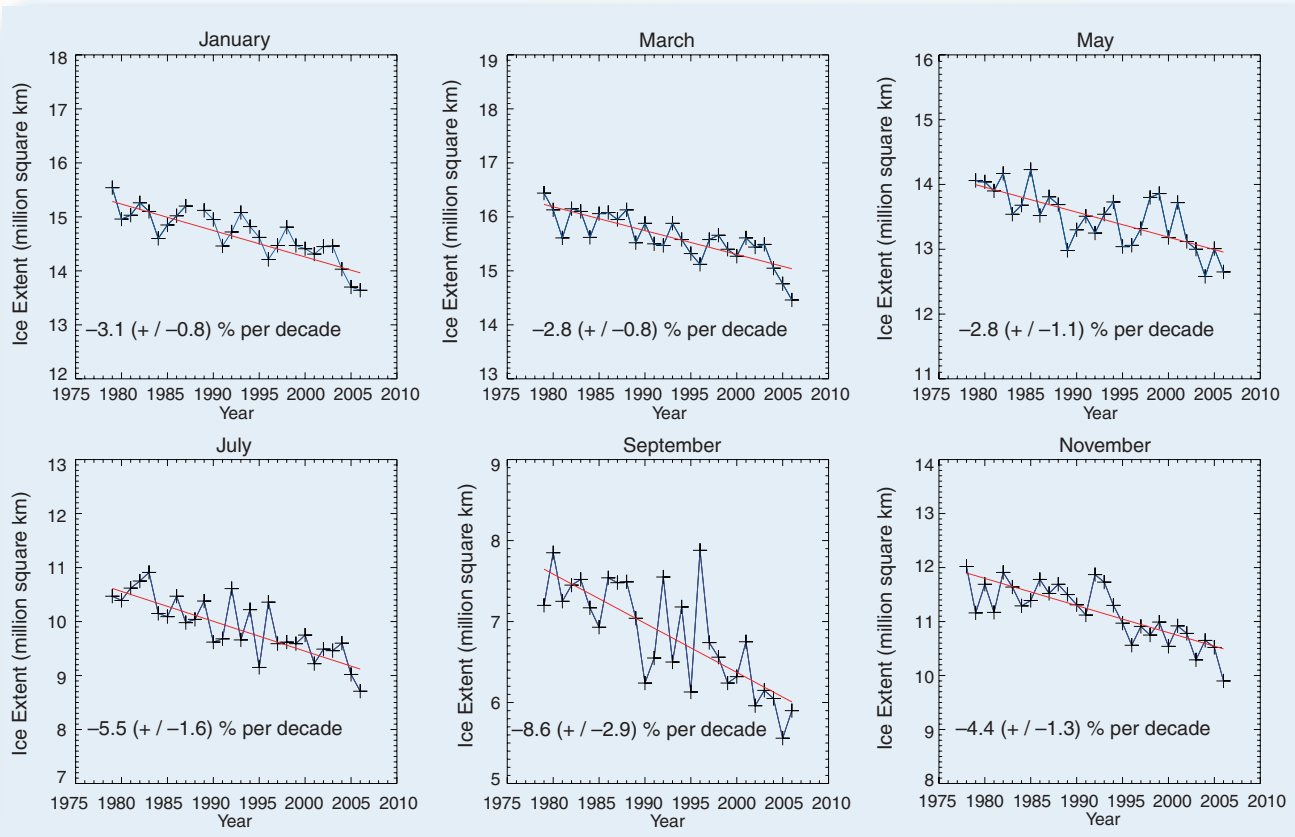 January
Ice Extent (million square km)
18
17
16
15
14
13
12
–3.1 (+ / –0.8) % per decade
1975 1980 1985 1990 1995 2000 2005 2010
Year
March
Ice Extent (million square km)
19
18
17
16
15
14
13
–2.8 (+ / –0.8) % per decade
1975 1980 1985 1990 1995 2000 2005 2010
Year
May
Ice Extent (million square km)
16
15
14
13
12
11
–2.8 (+ / –1.1) % per decade
1975 1980 1985 1990 1995 2000 2005 2010
Year
July
Ice Extent (million square km)
13
12
11
10
9
8
7
–5.5 (+ / –1.6) % per decade
1975 1980 1985 1990 1995 2000 2005 2010
Year
September
Ice Extent (million square km)
9
8
7
6
5
–8.6 (+ / –2.9) % per decade
1975 1980 1985 1990 1995 2000 2005 2010
Year
November
Ice Extent (million square km)
14
13
12
11
10
9
8
–4.4 (+ / –1.3) % per decade
1975 1980 1985 1990 1995 2000 2005 2010
Year